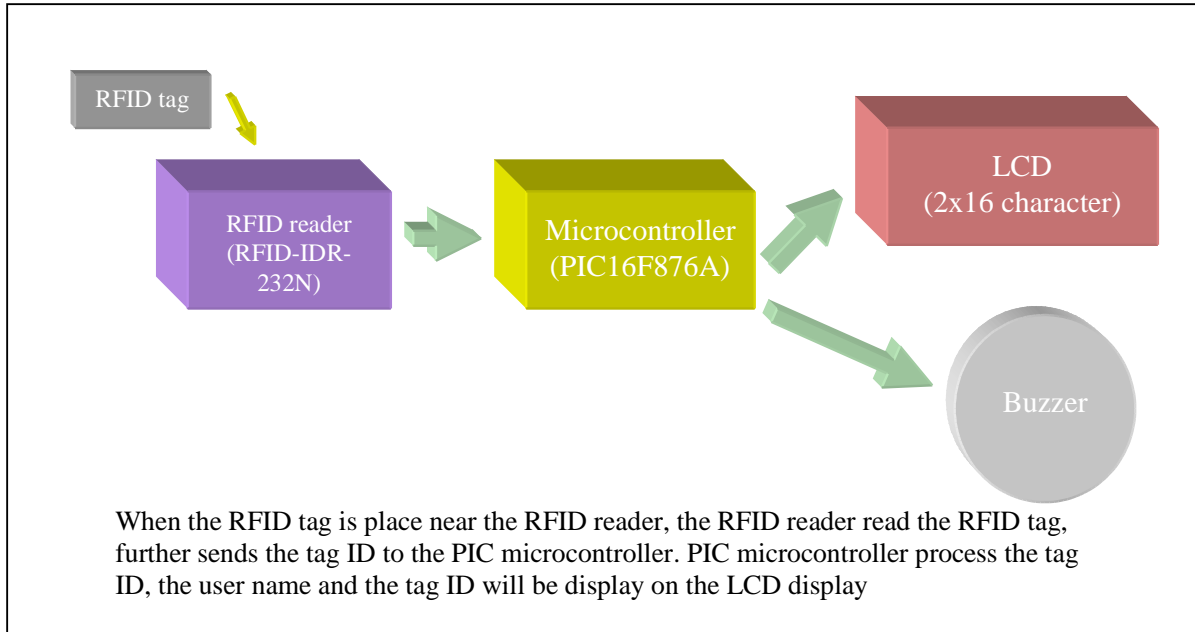 RFID tag
RFID reader
(RFID-IDR-
232N)
Microcontroller
(PIC16F876A)
LCD
(2x16 character)
Buzzer
When the RFID tag is place near the RFID reader, the RFID reader read the RFID tag,
further sends the tag ID to the PIC microcontroller. PIC microcontroller process the tag
ID, the user name and the tag ID will be display on the LCD display